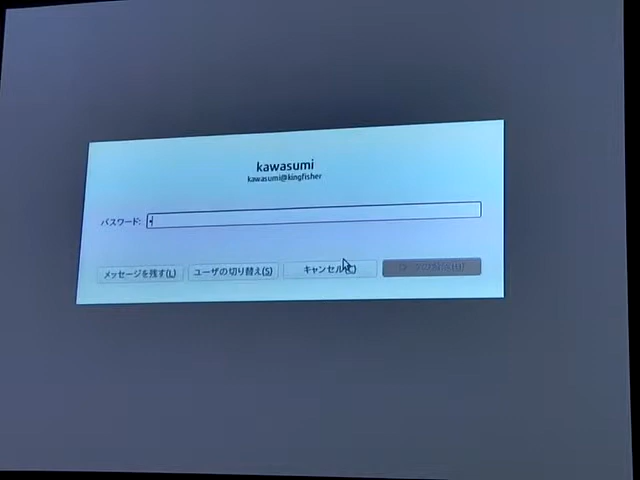 kawasumi
kawasumi@kingfisher
パスワード:
メッセージを残す(L)
ユーザの切り替え(S)
キャンセル(C)